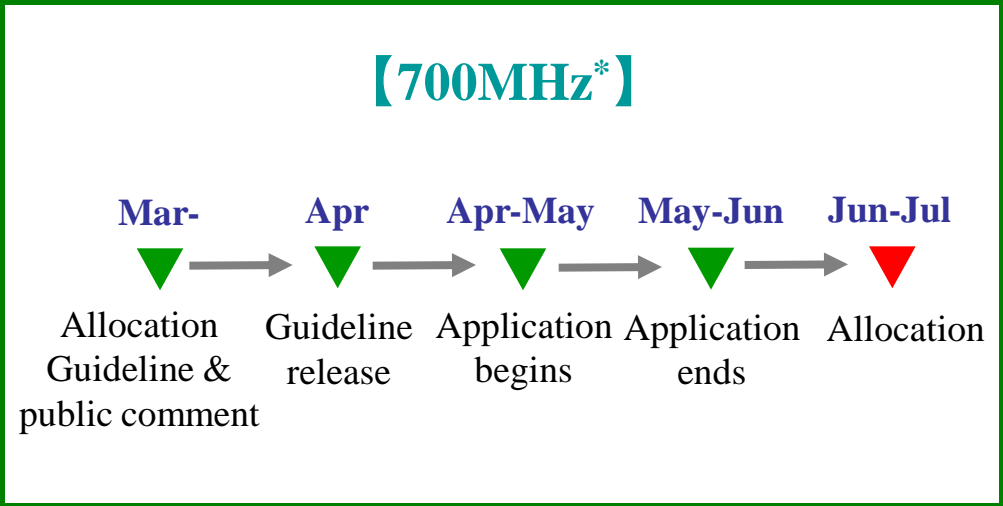 【700MHz*】
Mar- Apr Apr-May May-Jun Jun-Jul
Allocation
Guideline &
public comment
Guideline
release
Application
begins
Application
ends
Allocation